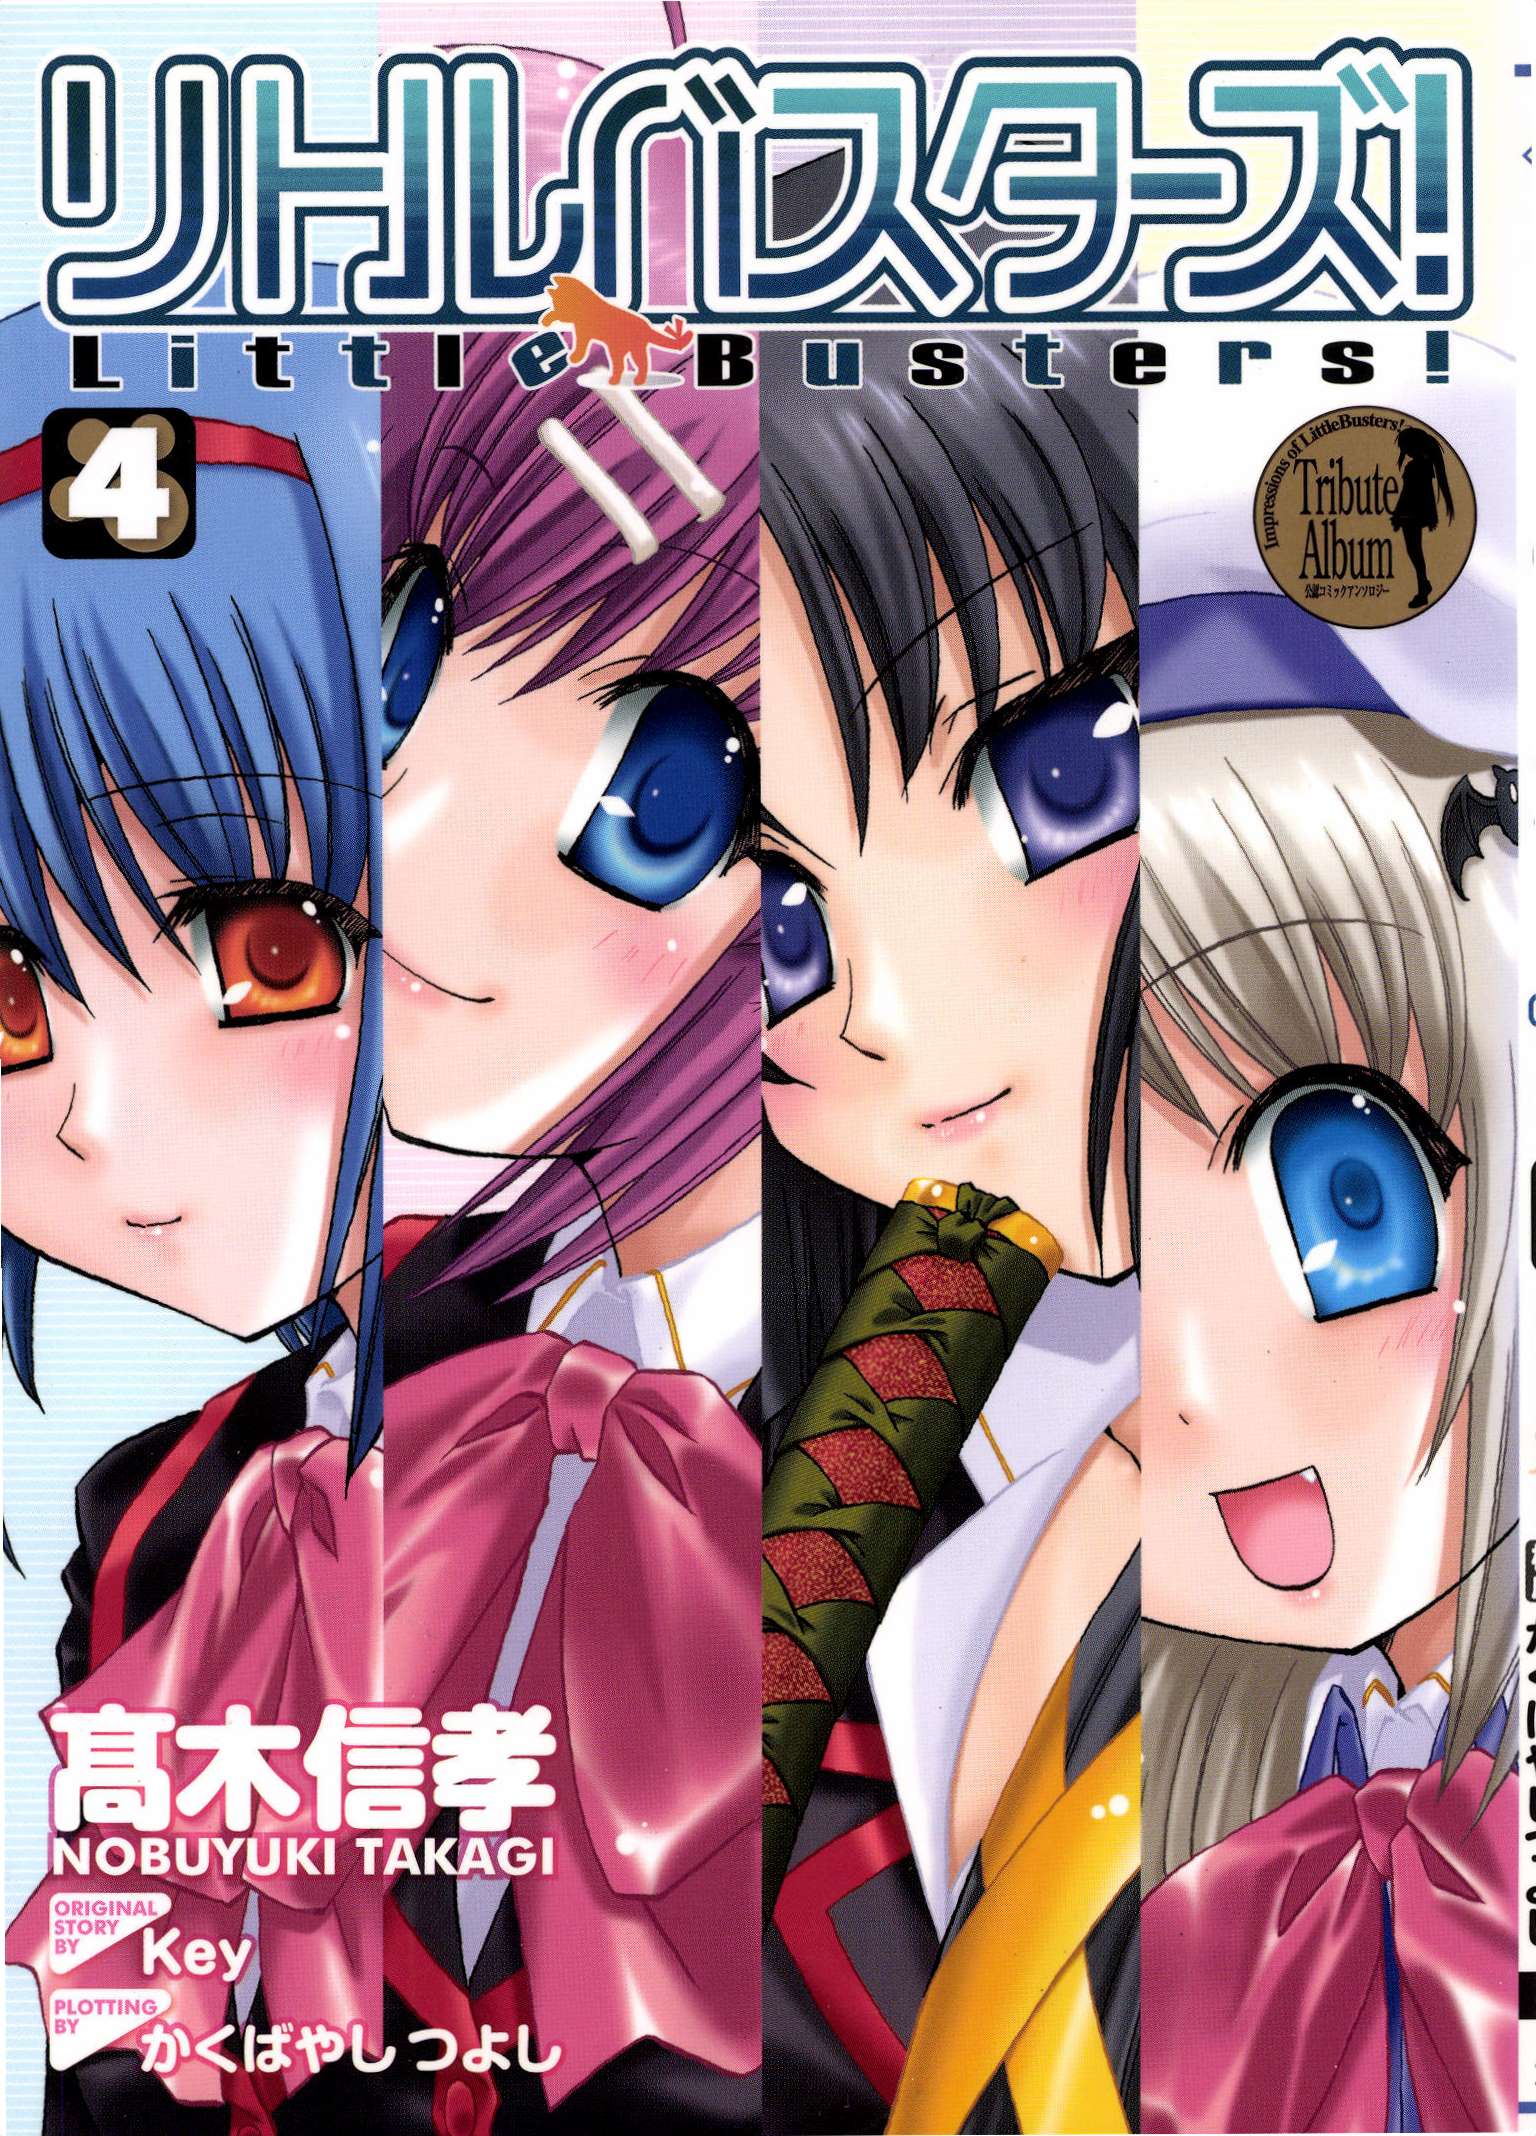 リトルバスターズ!
Little Busters!
4
Impressions of LittleBusters!
Tribute
Album
公認コミックアンソロジー
髙木信孝
NOBUYUKI TAKAGI
ORIGINAL
STORY
BY
Key
PLOTTING
BY
かくばやし つよし